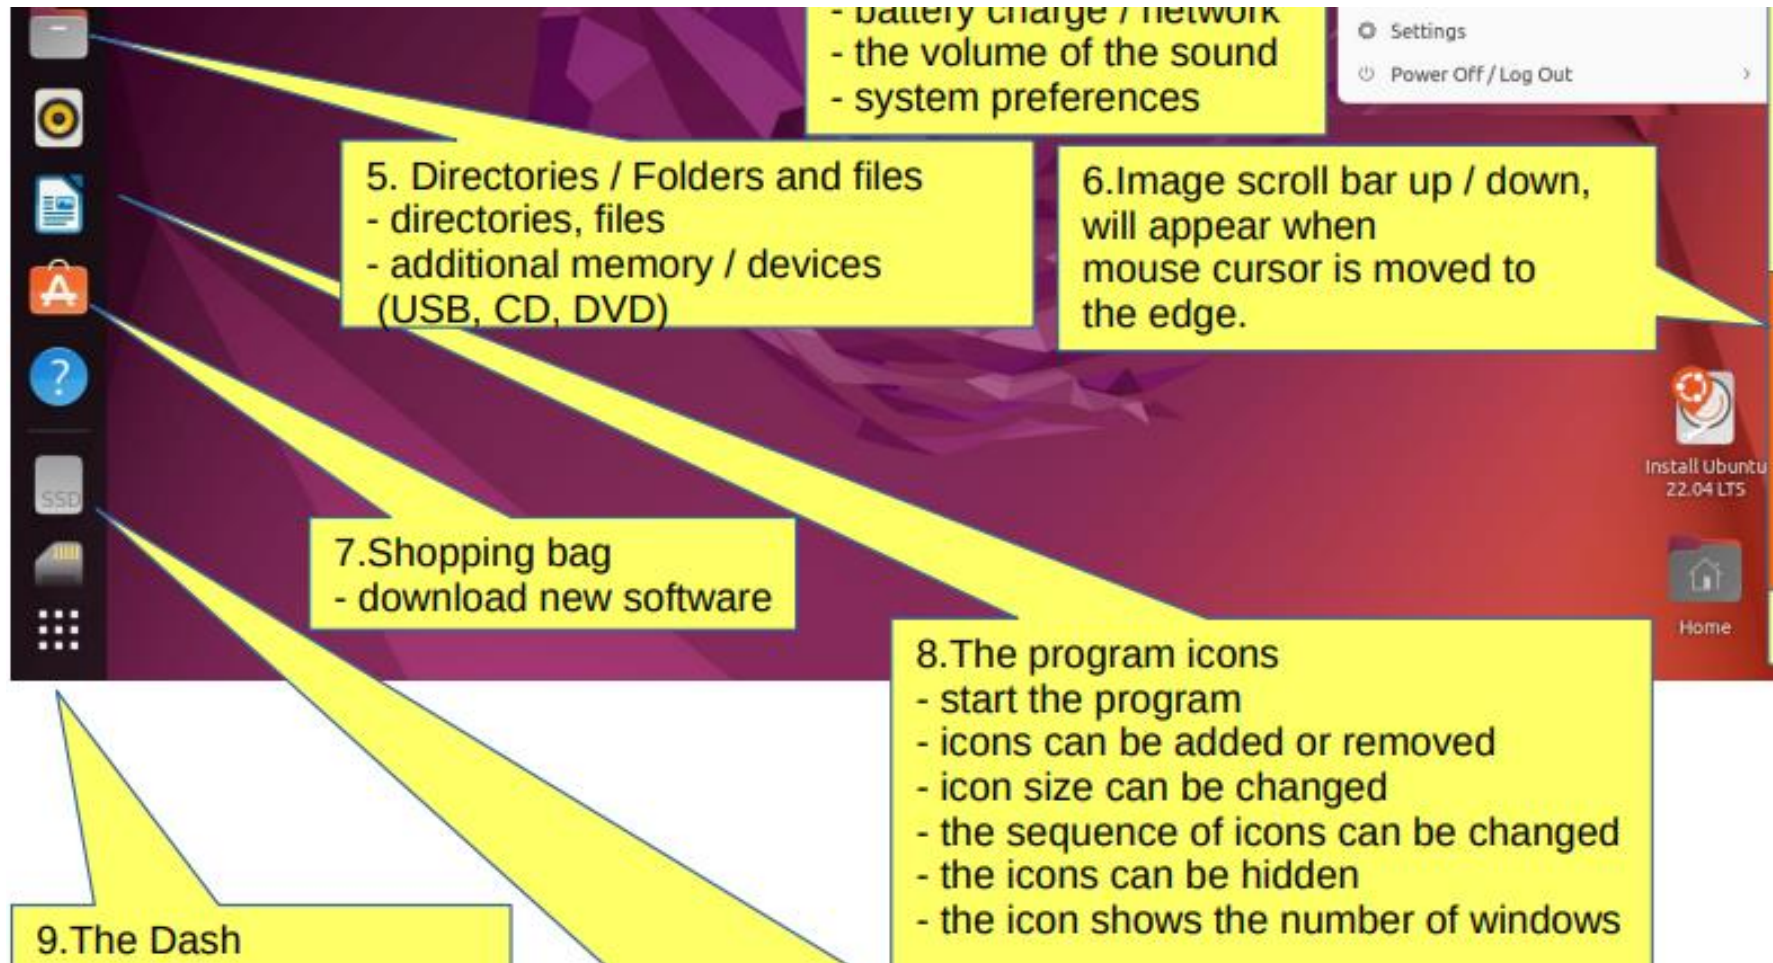 - battery charge / network
- the volume of the sound
- system preferences
Settings
Power Off / Log Out
5. Directories / Folders and files
- directories, files
- additional memory / devices
(USB, CD, DVD)
6.Image scroll bar up / down,
will appear when
mouse cursor is moved to
the edge.
Install Ubuntu
22.04 LTS
SSD
7.Shopping bag
- download new software
Home
8.The program icons
- start the program
- icons can be added or removed
- icon size can be changed
- the sequence of icons can be changed
- the icons can be hidden
- the icon shows the number of windows
9.The Dash